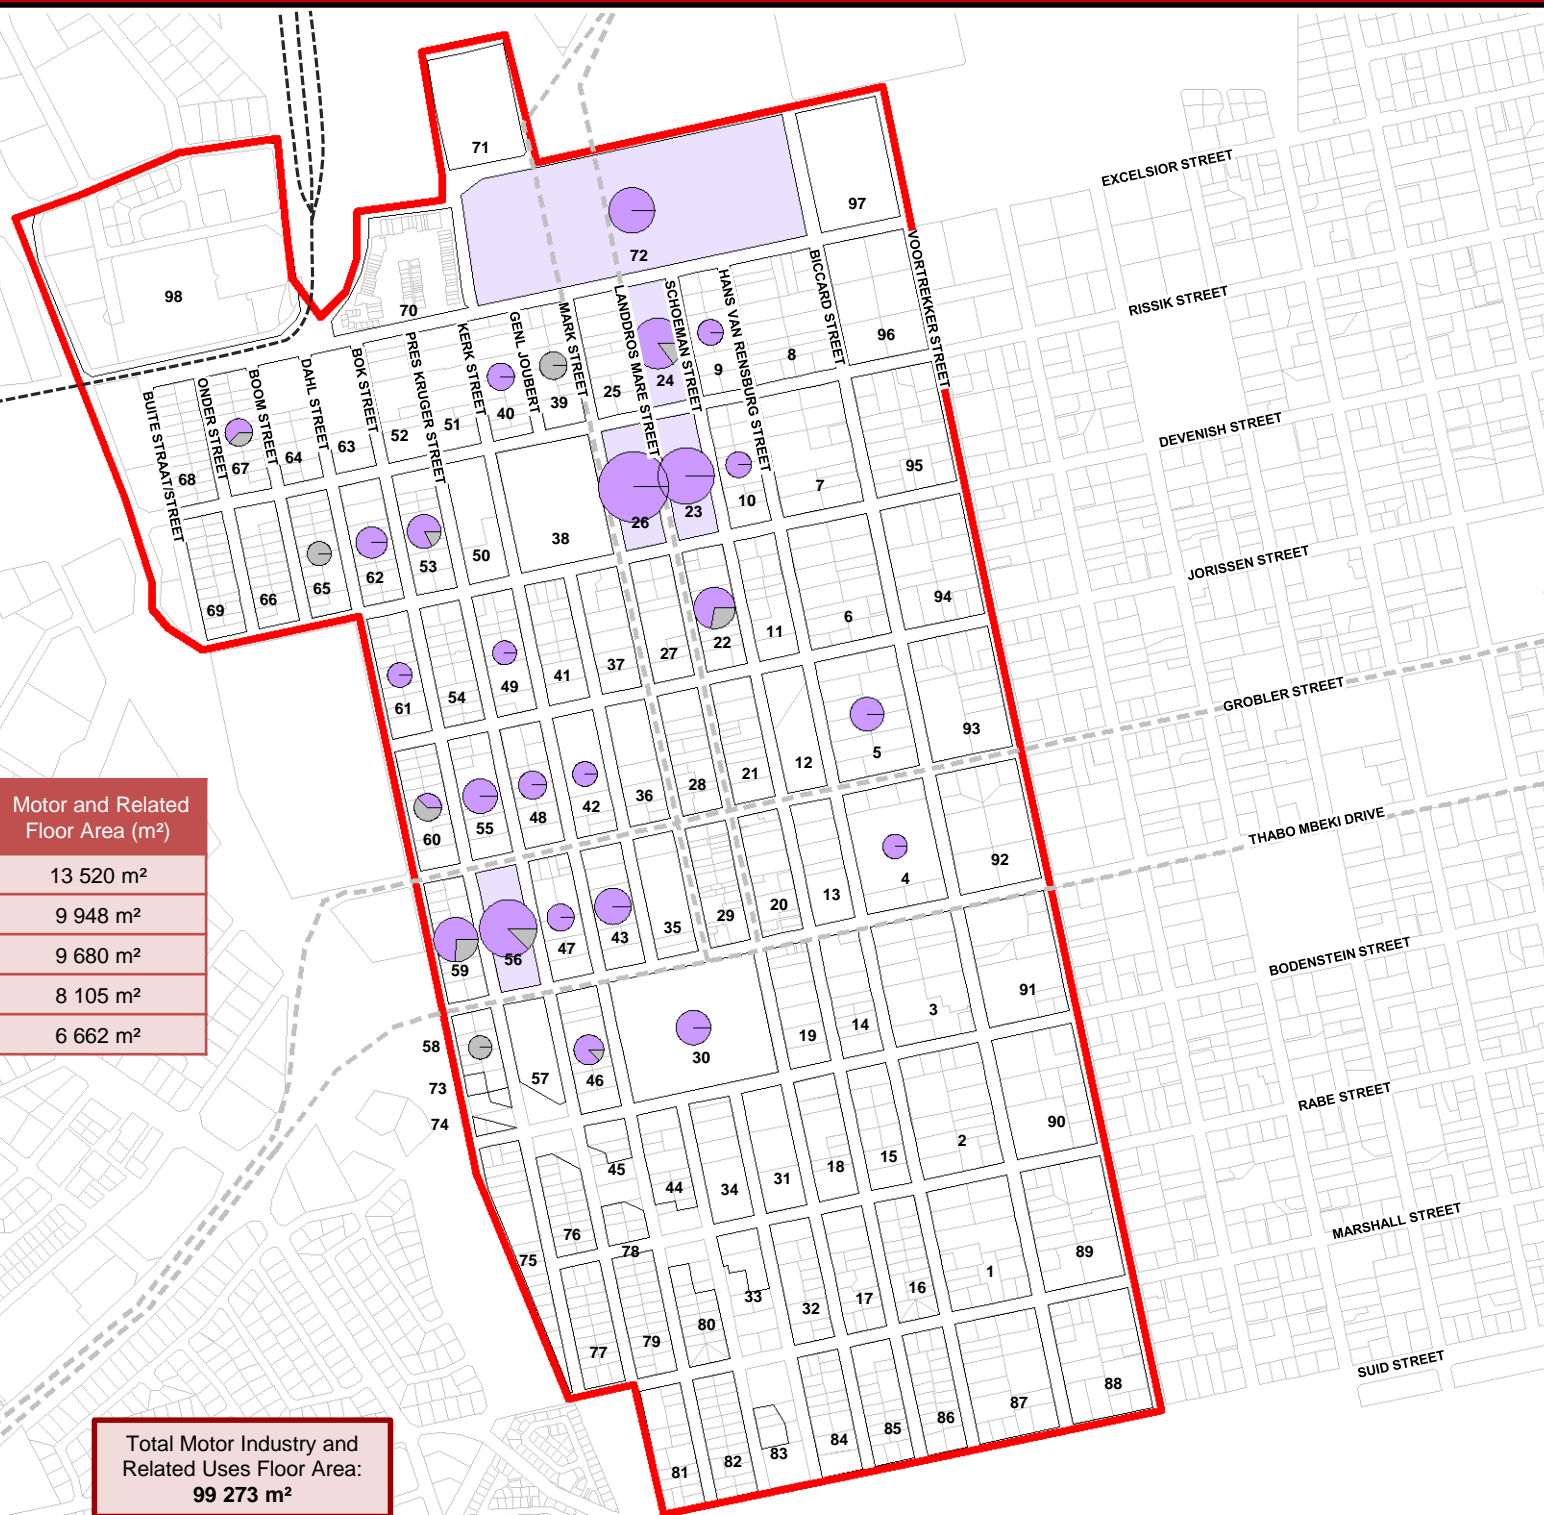 EXCELSIOR STREET
RISSIK STREET
DEVENISH STREET
JORISSEN STREET
GROBLER STREET
THABO MBEKI DRIVE
BODENSTEIN STREET
RABE STREET
MARSHALL STREET
SUID STREET
BUITE STRAAT/STREET
ONDER STREET
BOOM STREET
DAHL STREET
BOK STREET
PRES KRUGER STREET
KERK STREET
GENL JOUBERT
MARK STREET
LANDDROS MARE STREET
SCHOEMAN STREET
HANS VAN RENSBURG STREET
BICCARD STREET
VOORTREKKER STREET
71
97
72
98
70
96
8
9
24
25
39
40
51
52
63
64
67
68
95
7
10
23
26
38
50
53
62
65
66
69
94
6
11
22
27
37
41
49
54
61
93
5
12
21
28
36
42
48
55
60
92
4
13
20
29
35
43
47
56
59
91
3
14
19
30
46
57
58
73
74
90
2
15
18
31
34
44
45
76
78
75
89
1
16
17
32
33
80
79
77
88
87
86
85
84
83
82
81
Motor and Related
Floor Area (m²)
13 520 m²
9 948 m²
9 680 m²
8 105 m²
6 662 m²
Total Motor Industry and
Related Uses Floor Area:
99 273 m²